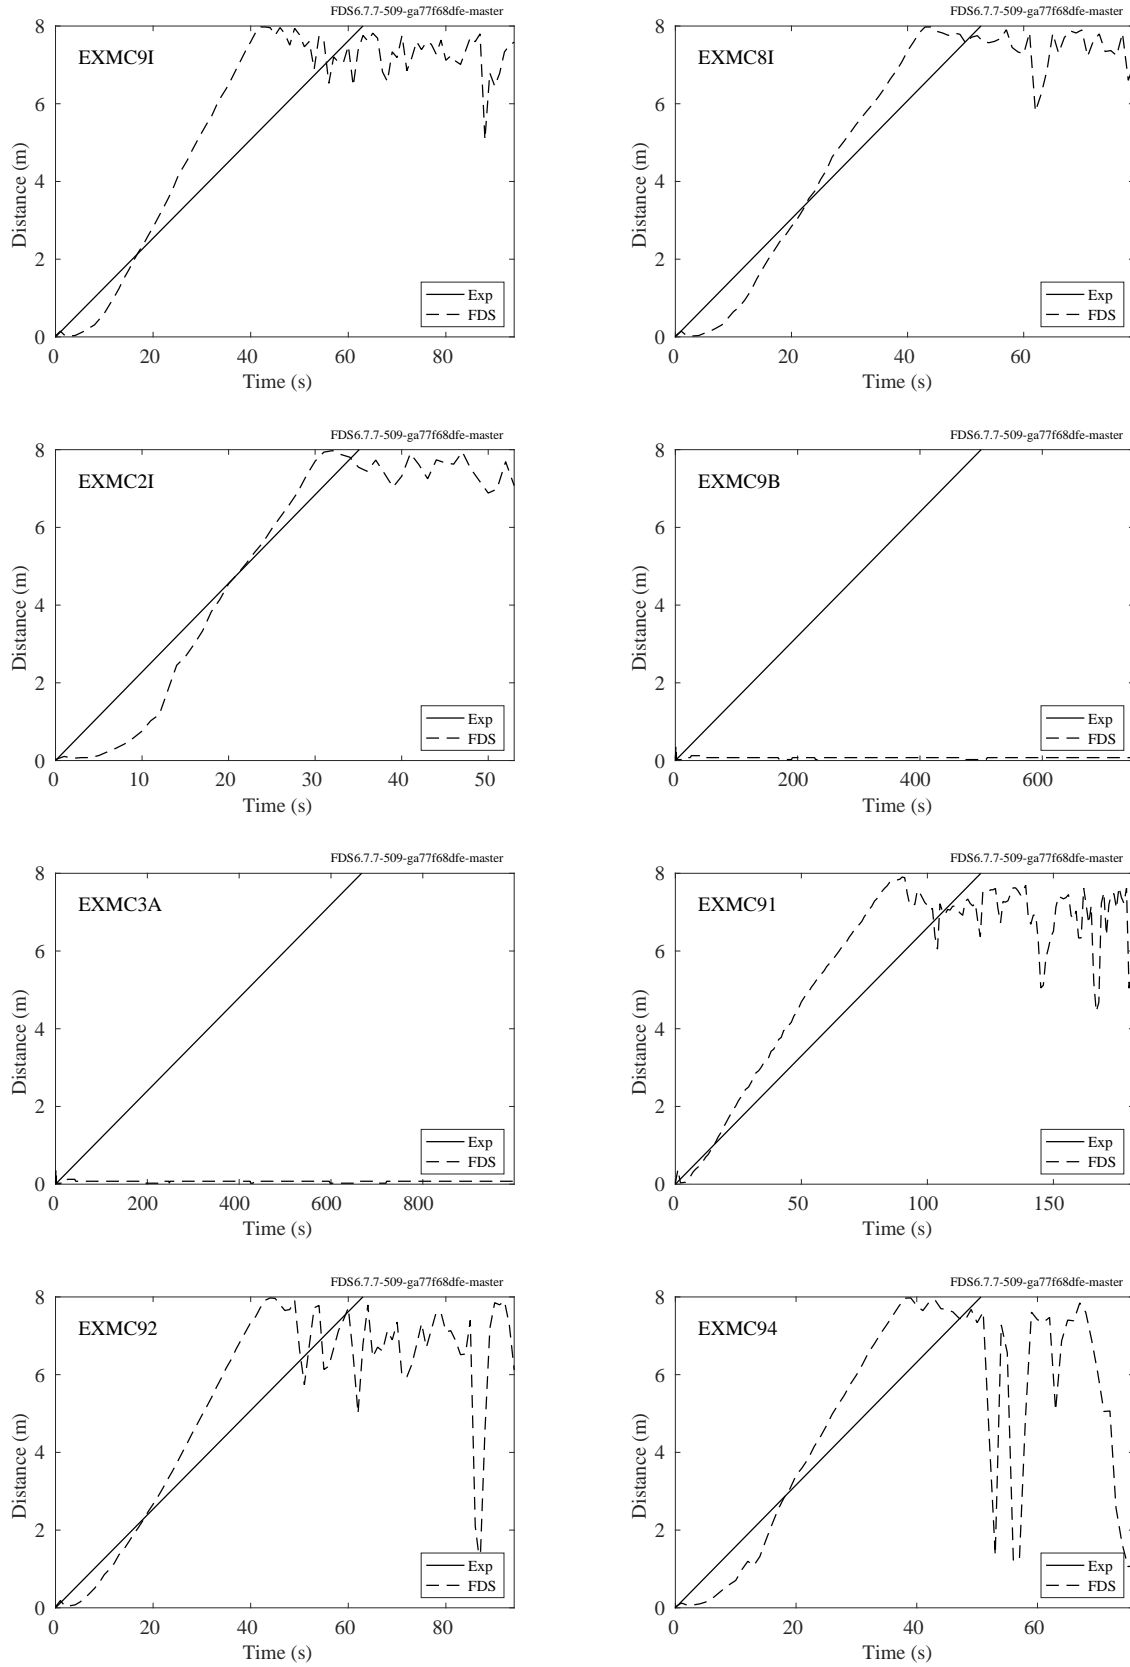 FDS6.7.7-509-ga77f68dfe-master
EXMC9I
Distance (m)
8
6
4
2
0
Exp
FDS
0 20 40 60 80
Time (s)
FDS6.7.7-509-ga77f68dfe-master
EXMC8I
Distance (m)
8
6
4
2
0
Exp
FDS
0 20 40 60
Time (s)
FDS6.7.7-509-ga77f68dfe-master
EXMC2I
Distance (m)
8
6
4
2
0
Exp
FDS
0 10 20 30 40 50
Time (s)
FDS6.7.7-509-ga77f68dfe-master
EXMC9B
Distance (m)
8
6
4
2
0
Exp
FDS
0 200 400 600
Time (s)
FDS6.7.7-509-ga77f68dfe-master
EXMC3A
Distance (m)
8
6
4
2
0
Exp
FDS
0 200 400 600 800
Time (s)
FDS6.7.7-509-ga77f68dfe-master
EXMC91
Distance (m)
8
6
4
2
0
Exp
FDS
0 50 100 150
Time (s)
FDS6.7.7-509-ga77f68dfe-master
EXMC92
Distance (m)
8
6
4
2
0
Exp
FDS
0 20 40 60 80
Time (s)
FDS6.7.7-509-ga77f68dfe-master
EXMC94
Distance (m)
8
6
4
2
0
Exp
FDS
0 20 40 60
Time (s)